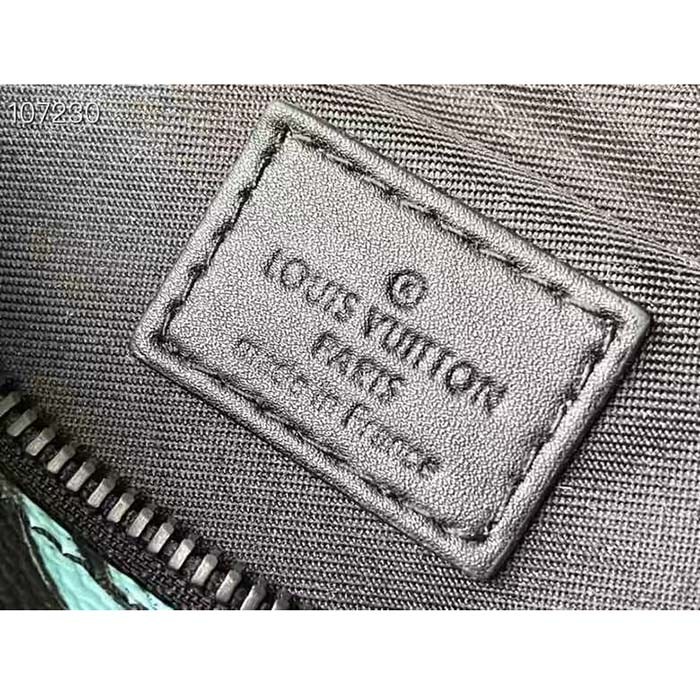 107230
®
LOUIS VUITTON
PARIS
made in France